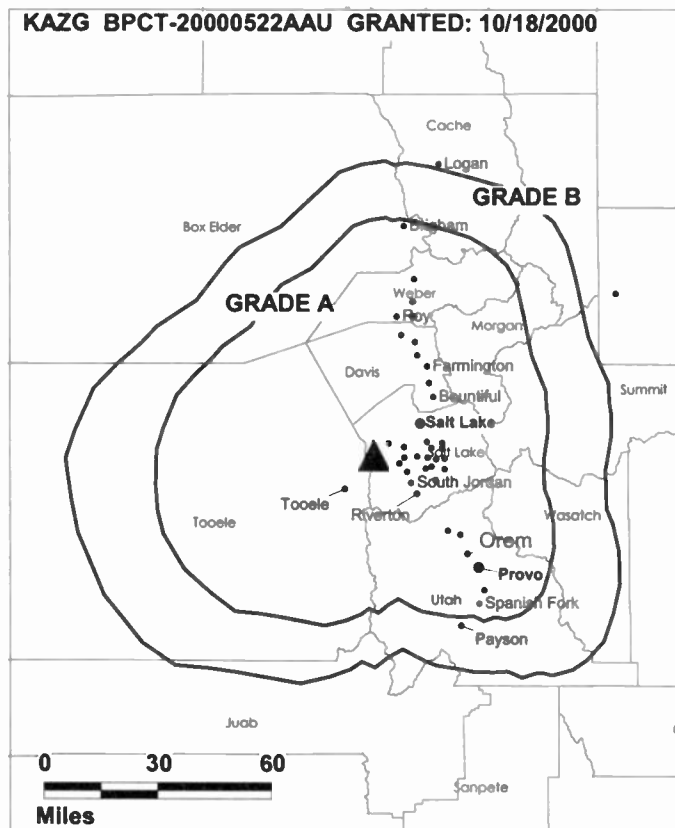 KAZG BPCT-20000522AAU GRANTED: 10/18/2000
Cache
Logan
GRADE B
Box Elder
Brigham
GRADE A
Weber
Roy
Morgan
Farmington
Davis
Summit
Bountiful
Salt Lake
Salt Lake
South Jordan
Tooele
Riverton
Tooele
Wasatch
Orem
Provo
Utah
Spanish Fork
Payson
Juab
0 30 60
Sanpete
Miles